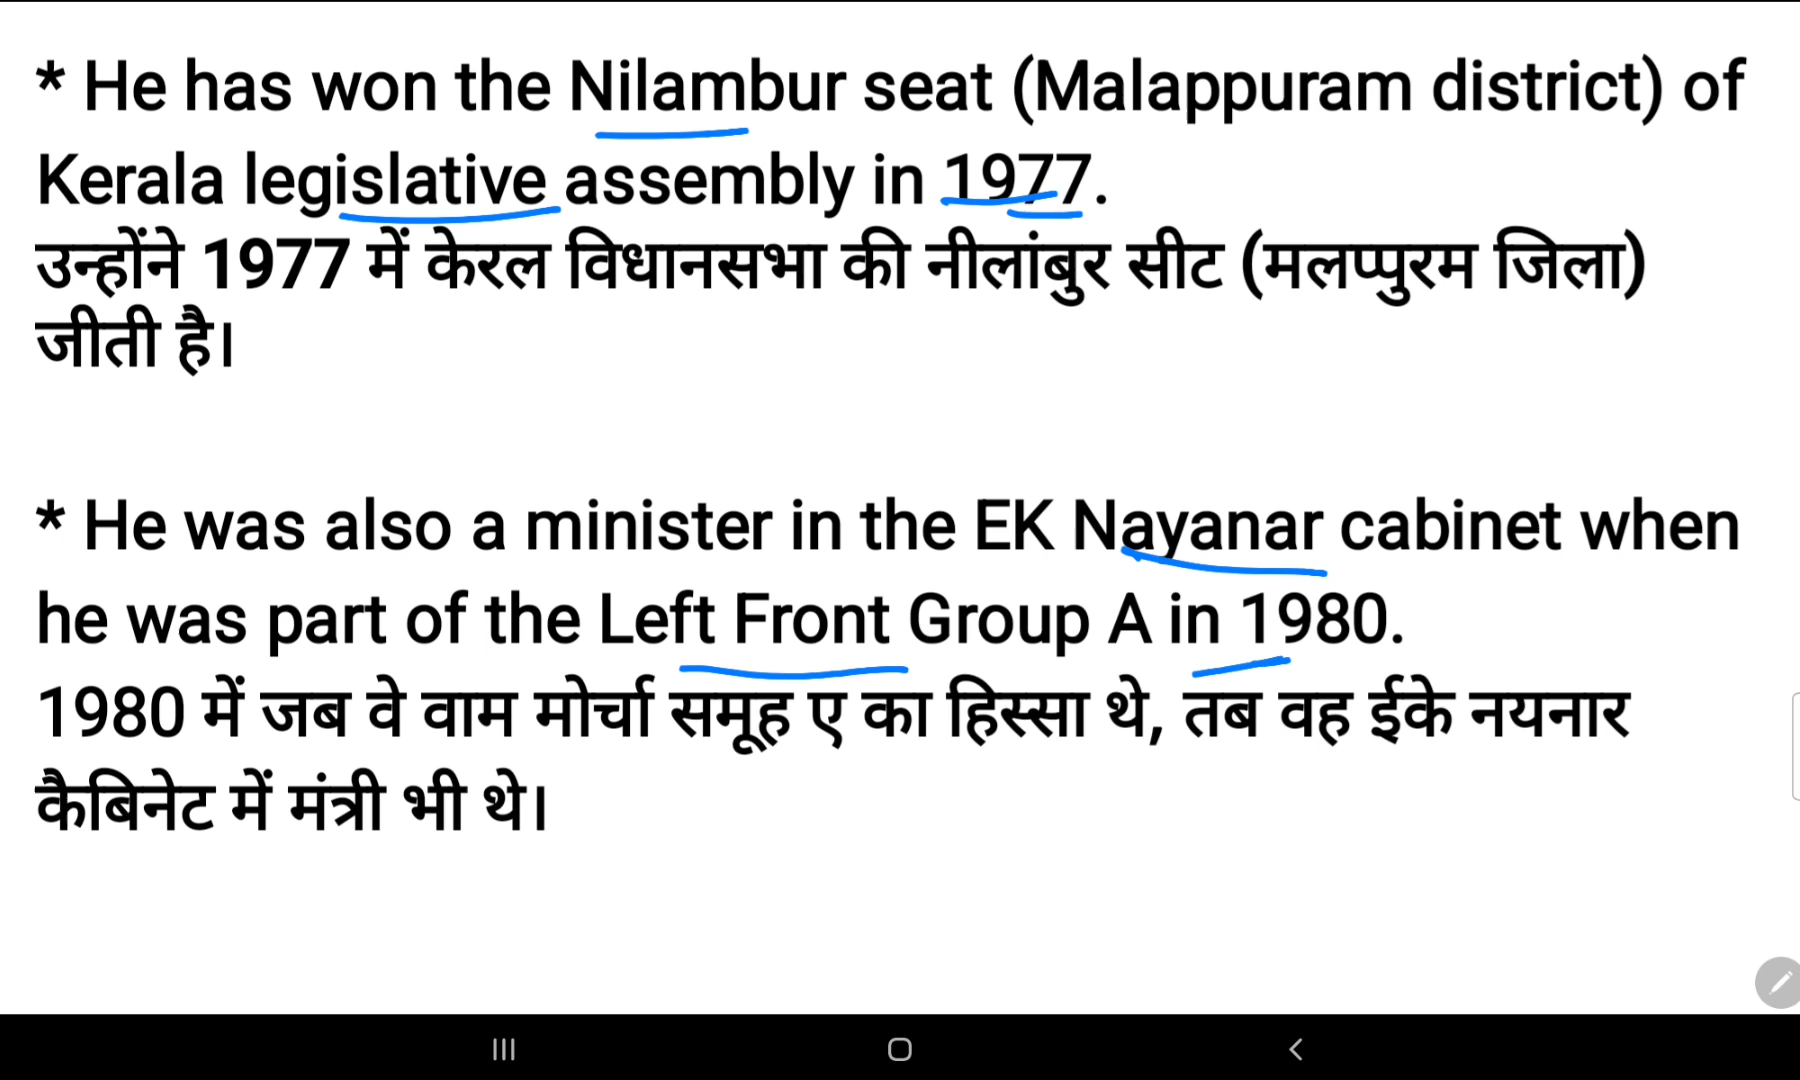 * He has won the Nilambur seat (Malappuram district) of
Kerala legislative assembly in 1977.
उन्होंने 1977 में केरल विधानसभा की नीलांबुर सीट (मलप्पुरम जिला)
जीती है।
* He was also a minister in the EK Nayanar cabinet when
he was part of the Left Front Group A in 1980.
1980 में जब वे वाम मोर्चा समूह ए का हिस्सा थे, तब वह ईके नयनार
कैबिनेट में मंत्री भी थे।